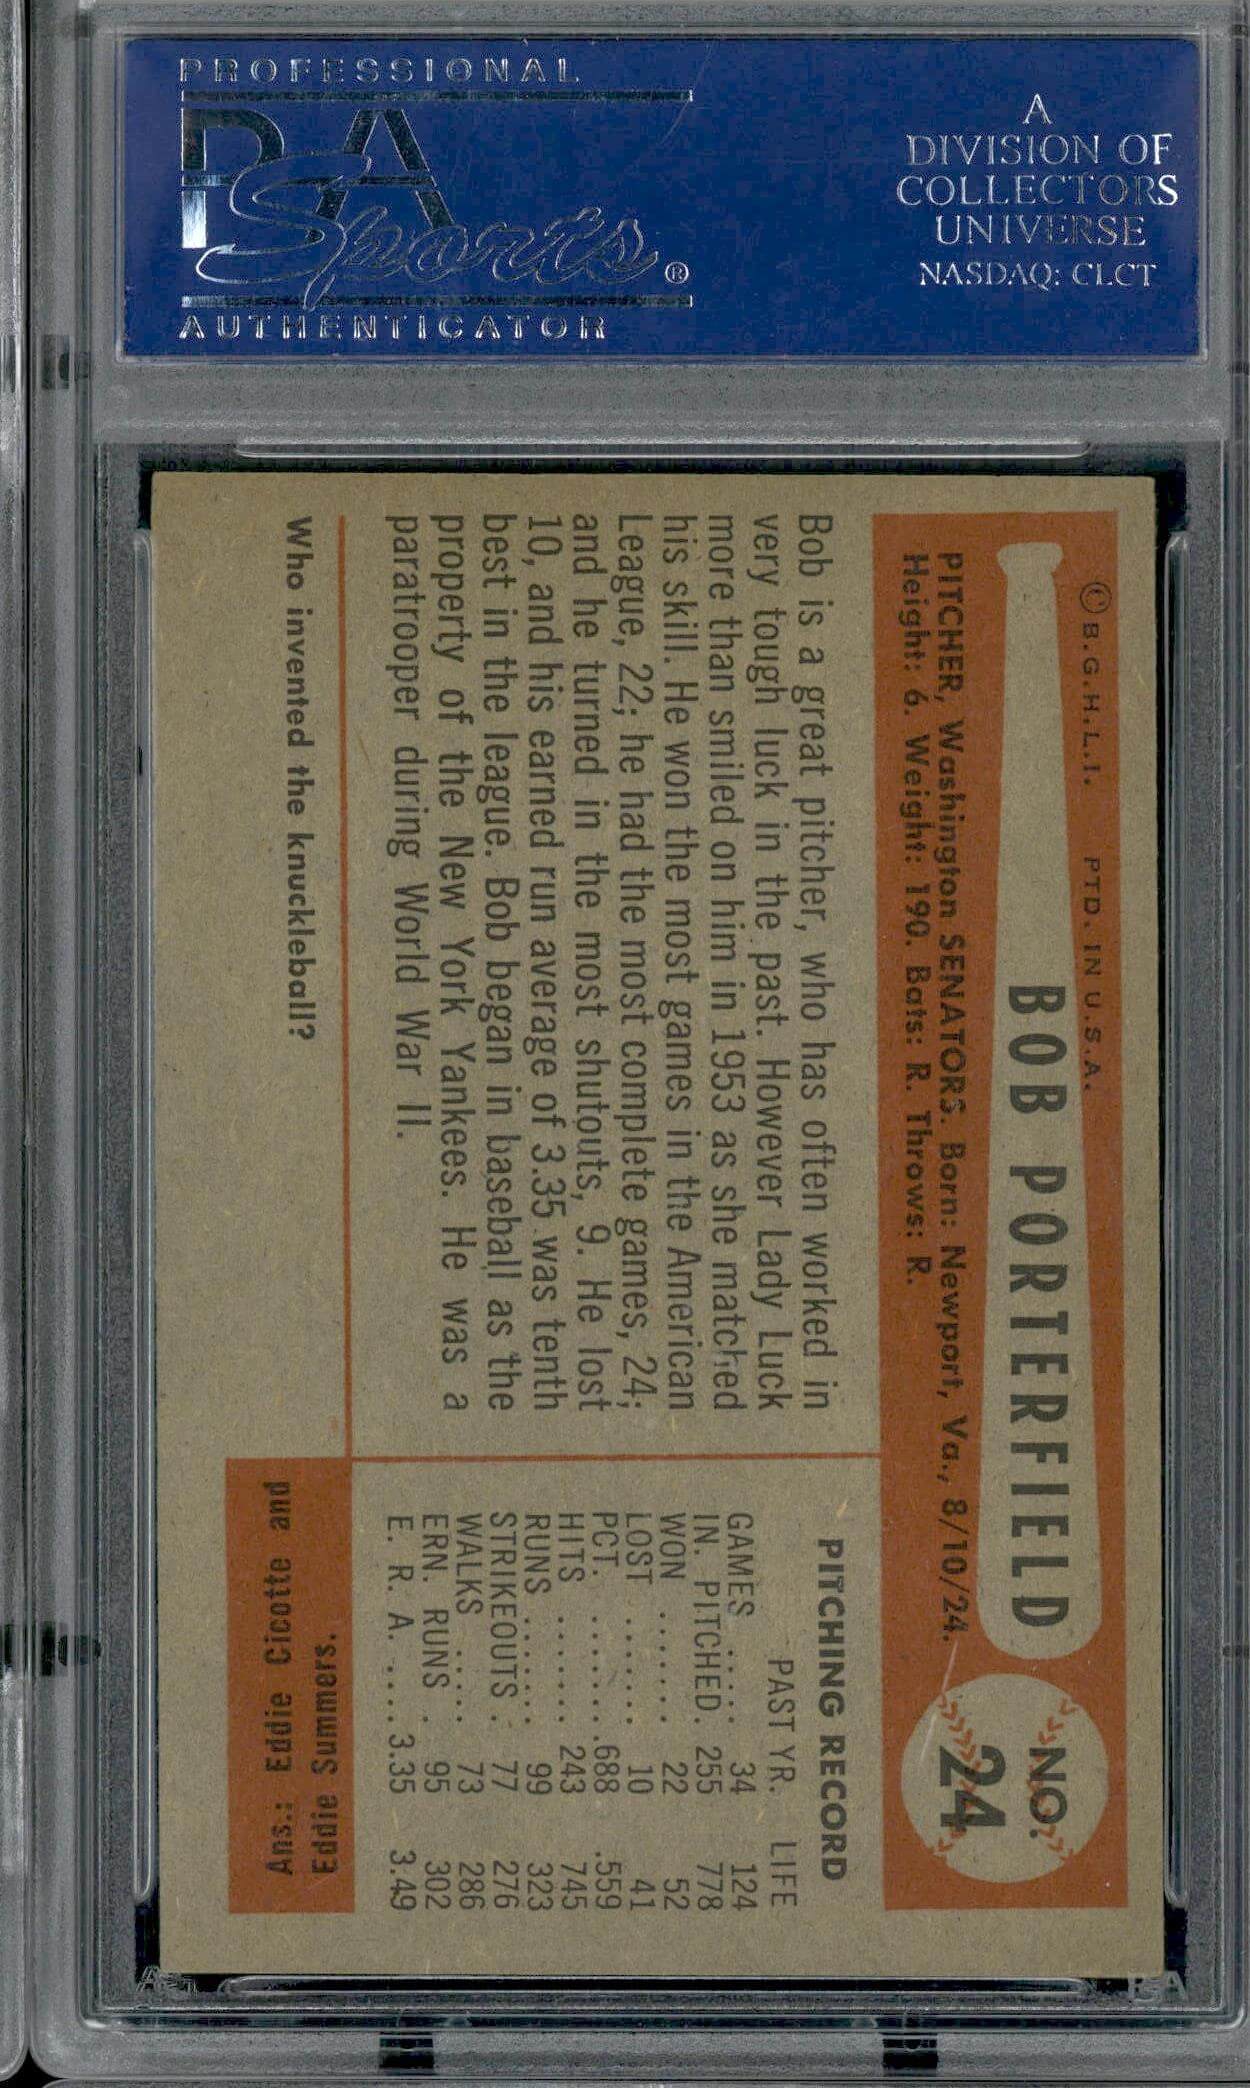 PROFESSIONAL
PSA
Sports®
AUTHENTICATOR
A
DIVISION OF
COLLECTORS
UNIVERSE
NASDAQ: CLCT
© B.G.H.L.I. PTD. IN U.S.A.
BOB PORTERFIELD
NO.
24
PITCHER, Washington SENATORS. Born: Newport, Va., 8/10/24.
Height: 6. Weight: 190. Bats: R. Throws: R.
Bob is a great pitcher, who has often worked in
very tough luck in the past. However Lady Luck
more than smiled on him in 1953 as she matched
his skill. He won the most games in the American
League, 22; he had the most complete games, 24;
and he turned in the most shutouts, 9. He lost
10, and his earned run average of 3.35 was tenth
best in the league. Bob began in baseball as the
property of the New York Yankees. He was a
paratrooper during World War II.
PITCHING RECORD
PAST YR. LIFE
GAMES ..... 34 124
IN. PITCHED. 255 778
WON ....... 22 52
LOST ....... 10 41
PCT. ....... .688 .559
HITS ....... 243 745
RUNS ....... 99 323
STRIKEOUTS . 77 276
WALKS ..... 73 286
ERN. RUNS . 95 302
E. R. A. .... 3.35 3.49
Who invented the knuckleball?
Ans.: Eddie Cicotte and
Eddie Summers.
PSA